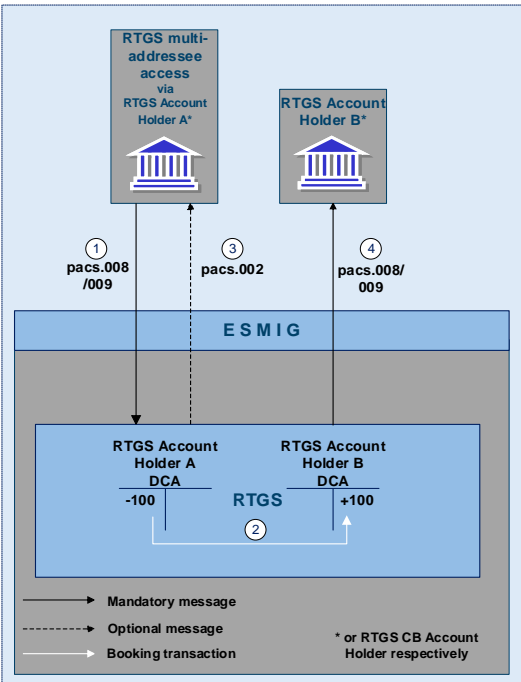 RTGS multi-
addressee
access
via
RTGS Account
Holder A*
RTGS Account
Holder B*
1
pacs.008
/009
3
pacs.002
4
pacs.008/
009
ESMIG
RTGS Account
Holder A
DCA
-100
RTGS
RTGS Account
Holder B
DCA
+100
2
Mandatory message
Optional message
Booking transaction
* or RTGS CB Account
Holder respectively